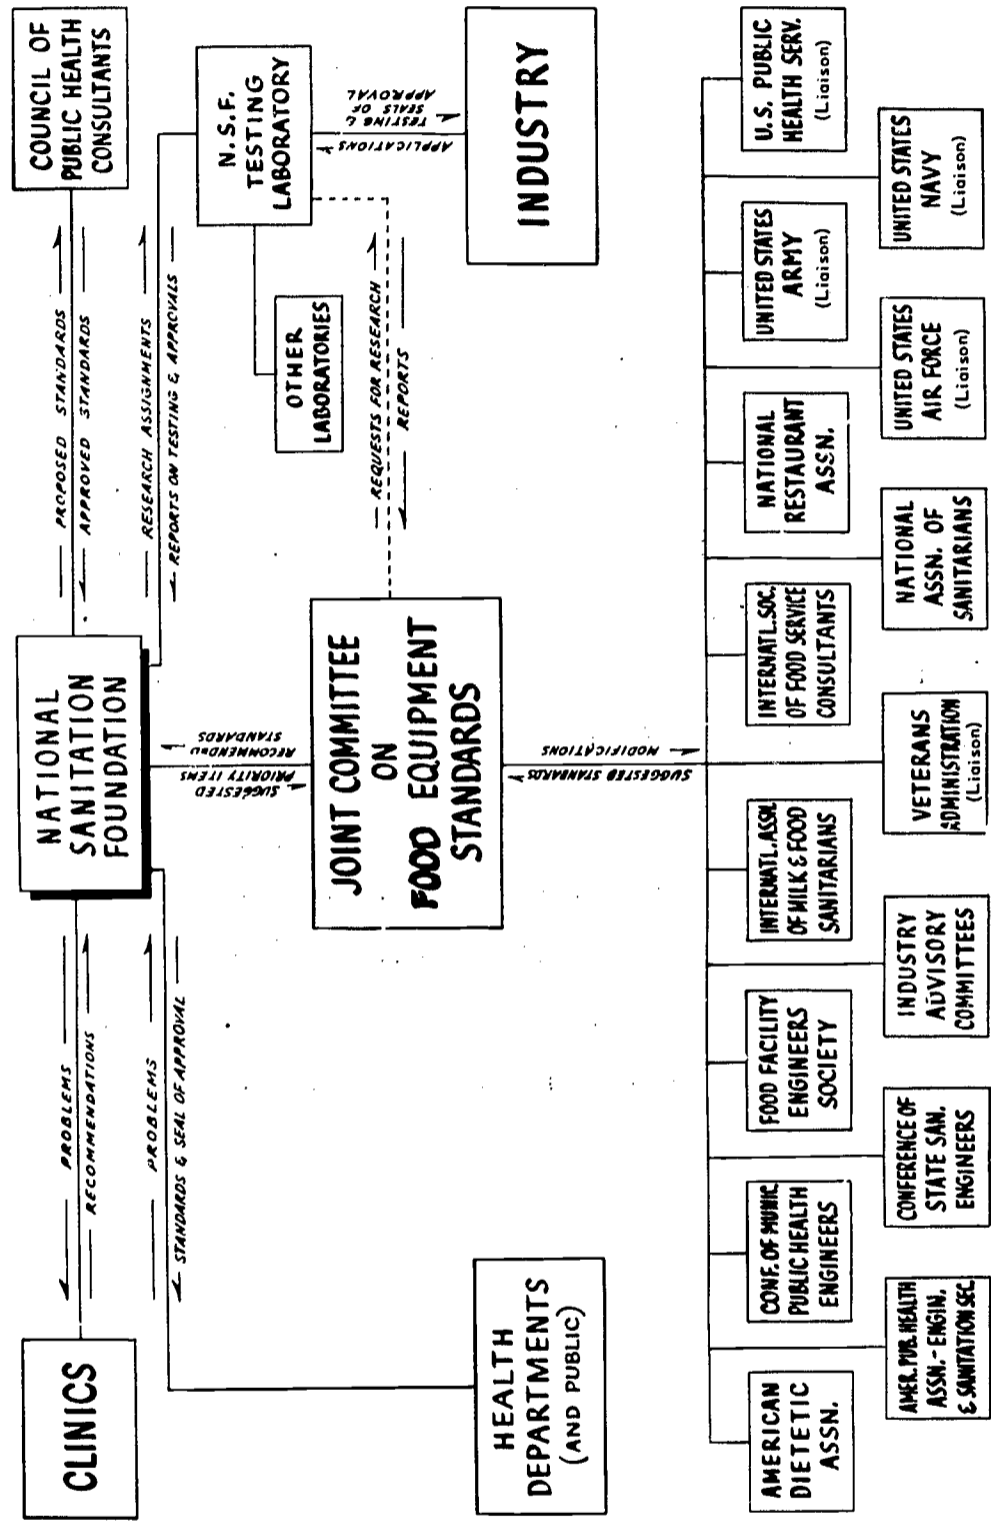 CLINICS
PROBLEMS
RECOMMENDATIONS
NATIONAL
SANITATION
FOUNDATION
PROPOSED STANDARDS
APPROVED STANDARDS
COUNCIL OF
PUBLIC HEALTH
CONSULTANTS
PROBLEMS
STANDARDS & SEAL OF APPROVAL
RESEARCH ASSIGNMENTS
REPORTS ON TESTING & APPROVALS
HEALTH
DEPARTMENTS
(AND PUBLIC)
SUGGESTED
PRIORITY ITEMS
RECOMMENDED
STANDARDS
JOINT COMMITTEE
ON
FOOD EQUIPMENT
STANDARDS
REQUESTS FOR RESEARCH
REPORTS
N.S.F.
TESTING
LABORATORY
OTHER
LABORATORIES
APPLICATIONS
TESTING &
SEALS OF
APPROVAL
INDUSTRY
SUGGESTED STANDARDS
MODIFICATIONS
AMERICAN
DIETETIC
ASSN.
CONF. OF MUNIC.
PUBLIC HEALTH
ENGINEERS
FOOD FACILITY
ENGINEERS
SOCIETY
INTERNATL. ASSN.
OF MILK & FOOD
SANITARIANS
INTERNATL. SOC.
OF FOOD SERVICE
CONSULTANTS
NATIONAL
RESTAURANT
ASSN.
UNITED STATES
ARMY
(Liaison)
U.S. PUBLIC
HEALTH SERV.
(Liaison)
AMER. PUB. HEALTH
ASSN. - ENGIN.
& SANITATION SEC.
CONFERENCE OF
STATE SAN.
ENGINEERS
INDUSTRY
ADVISORY
COMMITTEES
VETERANS
ADMINISTRATION
(Liaison)
NATIONAL
ASSN. OF
SANITARIANS
UNITED STATES
AIR FORCE
(Liaison)
UNITED STATES
NAVY
(Liaison)